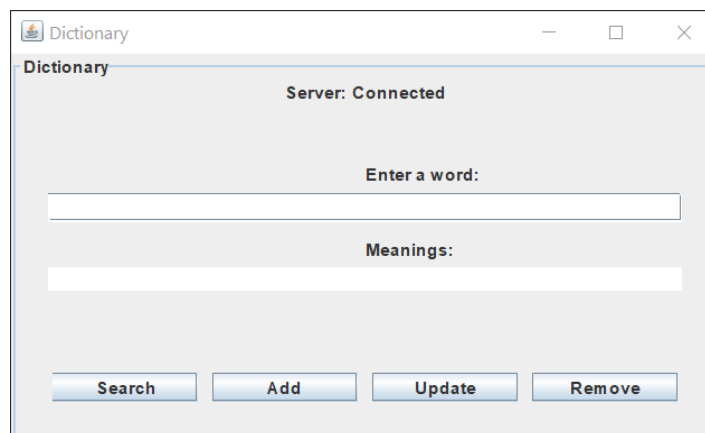 Dictionary
Dictionary
Server: Connected
Enter a word:
Meanings:
Search Add Update Remove